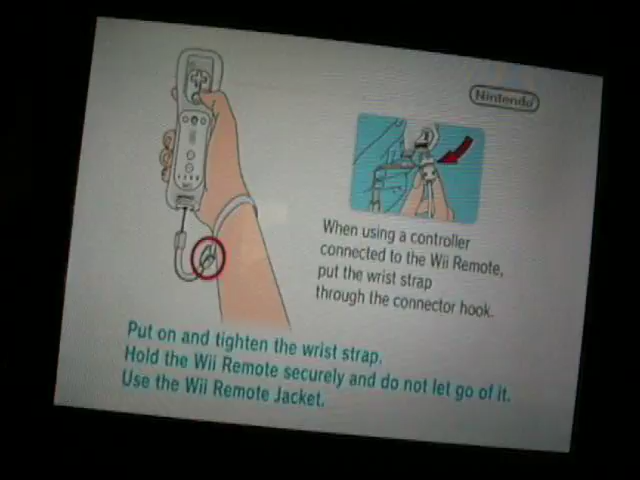 Nintendo
When using a controller
connected to the Wii Remote,
put the wrist strap
through the connector hook.
Put on and tighten the wrist strap.
Hold the Wii Remote securely and do not let go of it.
Use the Wii Remote Jacket.